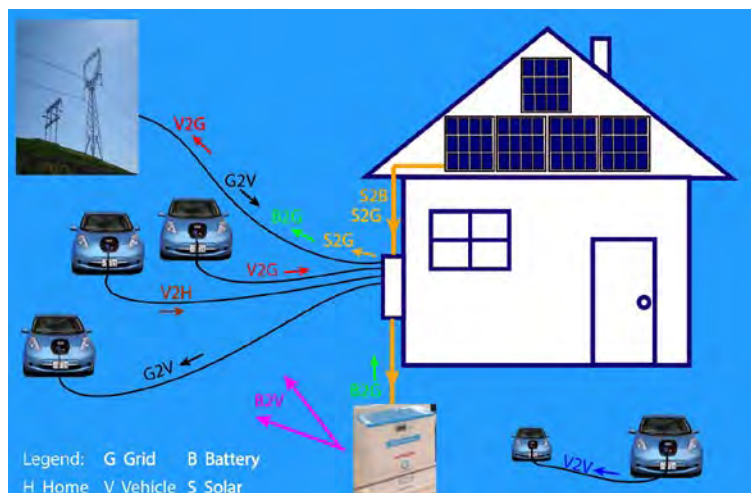 V2G
G2V
S2B
S2G
B2G
S2G
V2G
V2H
G2V
B2G
B2V
V2V
Legend: G Grid B Battery
H Home V Vehicle S Solar